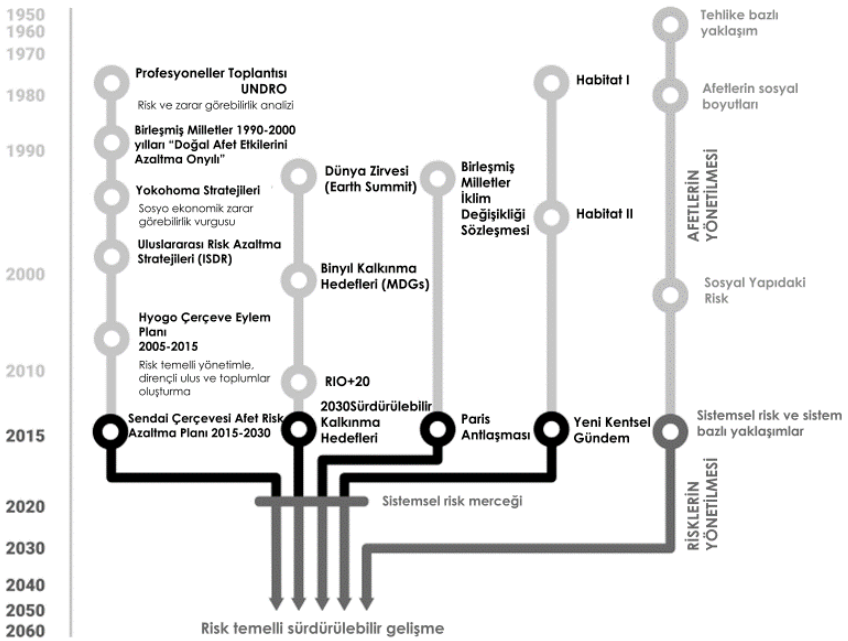 1950
1960
1970
1980
1990
2000
2010
2015
2020
2030
2040
2050
2060
Profesyoneller Toplantısı
UNDRO
Risk ve zarar görebilirlik analizi
Birleşmiş Milletler 1990-2000
yılları “Doğal Afet Etkilerini
Azaltma Onyılı”
Yokohoma Stratejileri
Sosyo ekonomik zarar
görebilirlik vurgusu
Uluslararası Risk Azaltma
Stratejileri (ISDR)
Hyogo Çerçeve Eylem
Planı
2005-2015
Risk temelli yönetimle,
dirençli ulus ve toplumlar
oluşturma
Sendai Çerçevesi Afet Risk
Azaltma Planı 2015-2030
Dünya Zirvesi
(Earth Summit)
Binyıl Kalkınma
Hedefleri (MDGs)
RIO+20
2030Sürdürülebilir
Kalkınma
Hedefleri
Birleşmiş
Milletler
İklim
Değişikliği
Sözleşmesi
Paris
Antlaşması
Habitat I
Habitat II
Yeni Kentsel
Gündem
Tehlike bazlı
yaklaşım
Afetlerin sosyal
boyutları
AFETLERİN
YÖNETİLMESİ
Sosyal Yapıdaki
Risk
Sistemsel risk ve sistem
bazlı yaklaşımlar
RİSKLERİN
YÖNETİLMESİ
Sistemsel risk merceği
Risk temelli sürdürülebilir gelişme